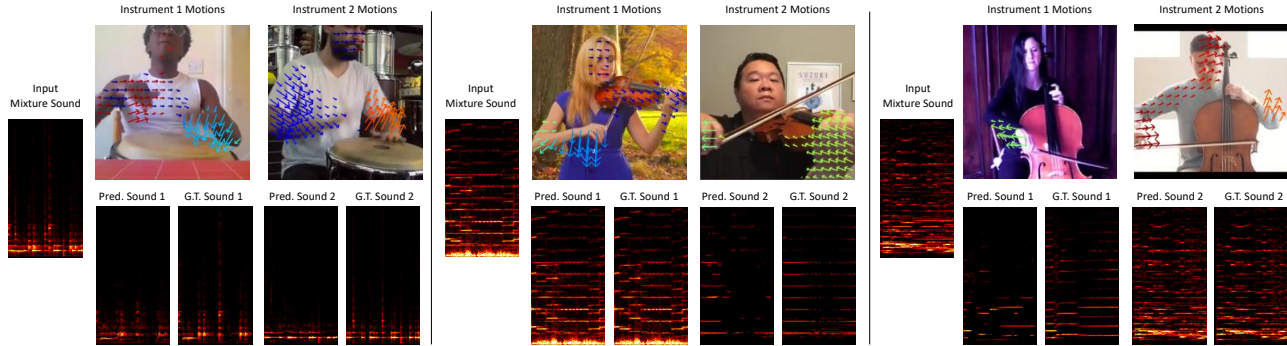 Instrument 1 Motions
Instrument 2 Motions
Input
Mixture Sound
Pred. Sound 1
G.T. Sound 1
Pred. Sound 2
G.T. Sound 2
Instrument 1 Motions
Instrument 2 Motions
Input
Mixture Sound
SUZUKI
Pred. Sound 1
G.T. Sound 1
Pred. Sound 2
G.T. Sound 2
Instrument 1 Motions
Instrument 2 Motions
Input
Mixture Sound
Pred. Sound 1
G.T. Sound 1
Pred. Sound 2
G.T. Sound 2